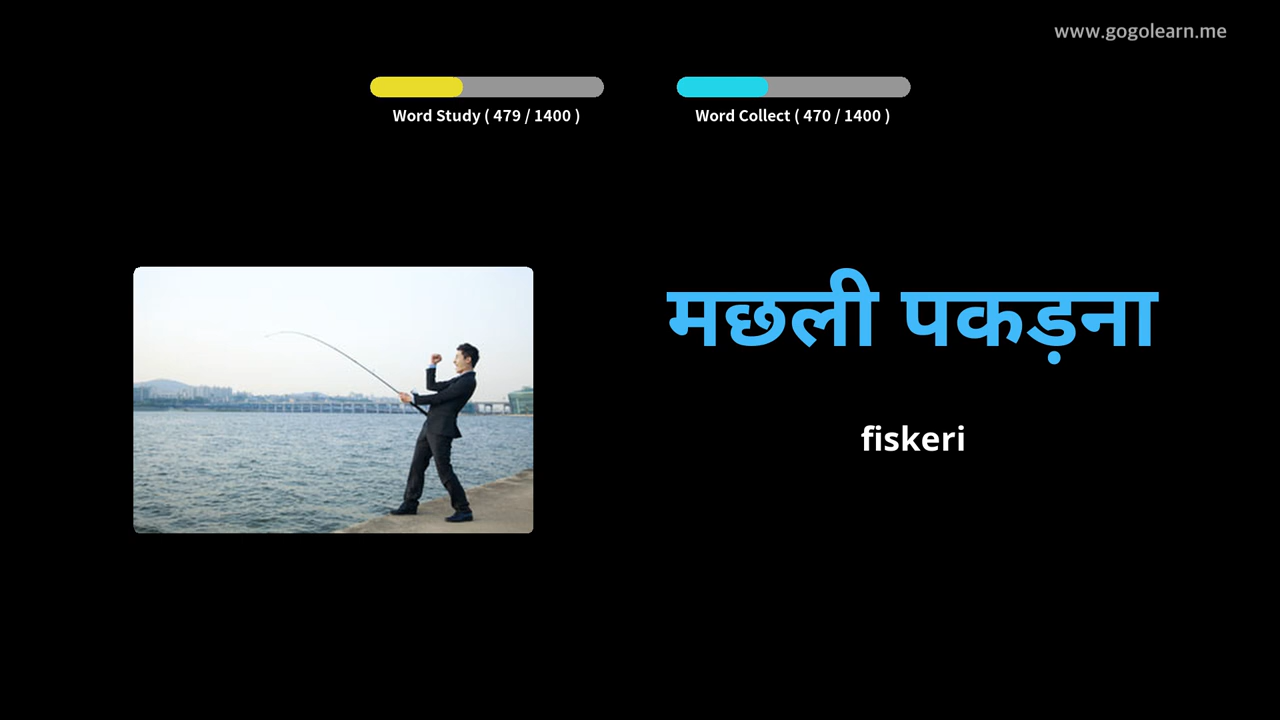 www.gogolearn.me
Word Study ( 479 / 1400 )
Word Collect ( 470 / 1400 )
मछली पकड़ना
fiskeri